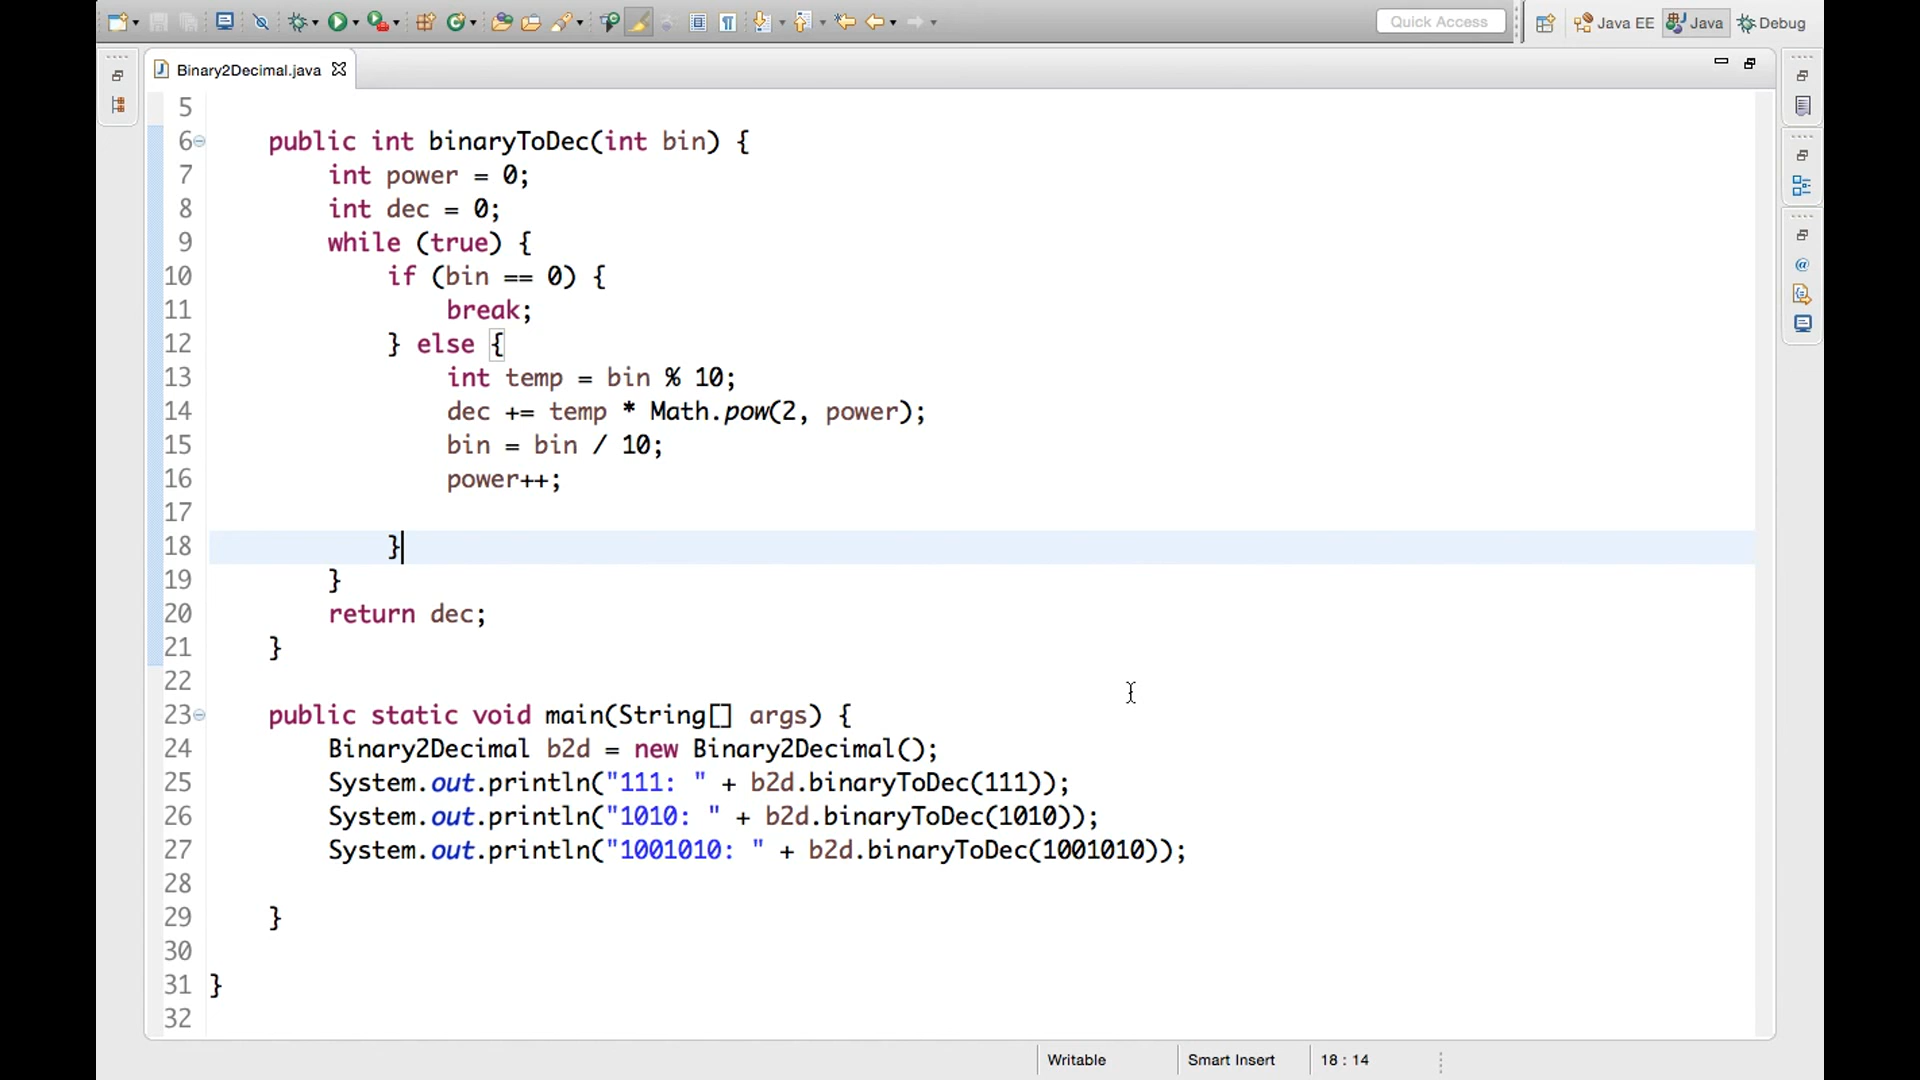 Quick Access
Java EE
Java
Debug
Binary2Decimal.java
5
6 public int binaryToDec(int bin) {
7 int power = 0;
8 int dec = 0;
9 while (true) {
10 if (bin == 0) {
11 break;
12 } else {
13 int temp = bin % 10;
14 dec += temp * Math.pow(2, power);
15 bin = bin / 10;
16 power++;
17
18 }
19 }
20 return dec;
21 }
22
23 public static void main(String[] args) {
24 Binary2Decimal b2d = new Binary2Decimal();
25 System.out.println("111: " + b2d.binaryToDec(111));
26 System.out.println("1010: " + b2d.binaryToDec(1010));
27 System.out.println("1001010: " + b2d.binaryToDec(1001010));
28
29 }
30
31 }
32
Writable
Smart Insert
18 : 14